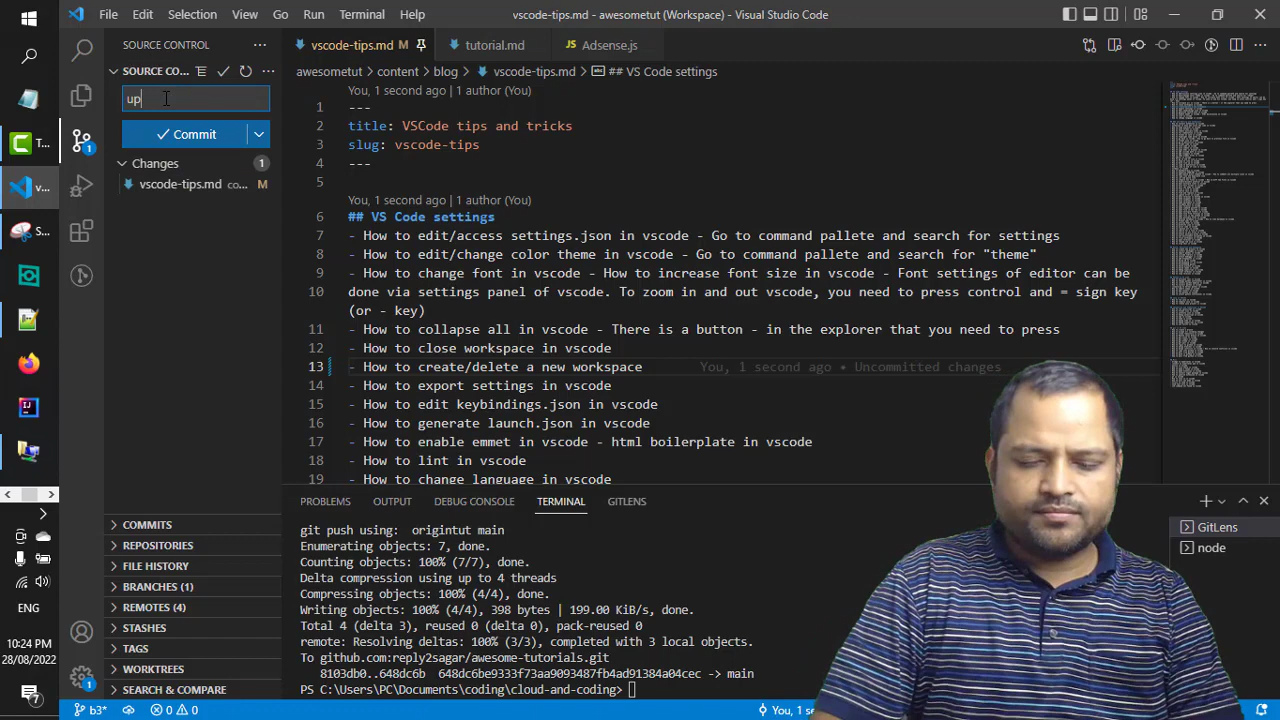 File Edit Selection View Go Run Terminal Help
vscode-tips.md - awesometut (Workspace) - Visual Studio Code
SOURCE CONTROL
vscode-tips.md M
tutorial.md
Adsense.js
SOURCE CO...
awesometut > content > blog > vscode-tips.md > ## VS Code settings
up
Commit
Changes 1
vscode-tips.md co... M
You, 1 second ago | 1 author (You)
1 ---
2 title: VSCode tips and tricks
3 slug: vscode-tips
4 ---
5
You, 1 second ago | 1 author (You)
6 ## VS Code settings
7 - How to edit/access settings.json in vscode - Go to command pallete and search for settings
8 - How to edit/change color theme in vscode - Go to command pallete and search for "theme"
9 - How to change font in vscode - How to increase font size in vscode - Font settings of editor can be
10 done via settings panel of vscode. To zoom in and out vscode, you need to press control and = sign key
(or - key)
11 - How to collapse all in vscode - There is a button - in the explorer that you need to press
12 - How to close workspace in vscode
13 - How to create/delete a new workspace You, 1 second ago • Uncommitted changes
14 - How to export settings in vscode
15 - How to edit keybindings.json in vscode
16 - How to generate launch.json in vscode
17 - How to enable emmet in vscode - html boilerplate in vscode
18 - How to lint in vscode
19 - How to change language in vscode
COMMITS
REPOSITORIES
FILE HISTORY
BRANCHES (1)
REMOTES (4)
STASHES
TAGS
WORKTREES
SEARCH & COMPARE
PROBLEMS OUTPUT DEBUG CONSOLE TERMINAL GITLENS
git push using: origintut main
Enumerating objects: 7, done.
Counting objects: 100% (7/7), done.
Delta compression using up to 4 threads
Compressing objects: 100% (4/4), done.
Writing objects: 100% (4/4), 398 bytes | 199.00 KiB/s, done.
Total 4 (delta 3), reused 0 (delta 0), pack-reused 0
remote: Resolving deltas: 100% (3/3), completed with 3 local objects.
To github.com:reply2sagar/awesome-tutorials.git
8103db0..648dc6b 648dc6be9333f73aa9093487fb4ad91384a04cec -> main
PS C:\Users\PC\Documents\coding\cloud-and-coding>
GitLens
node
T...
v...
S...
ENG
10:24 PM
28/08/2022
7
1
1
b3* 0 0
You, 1 se